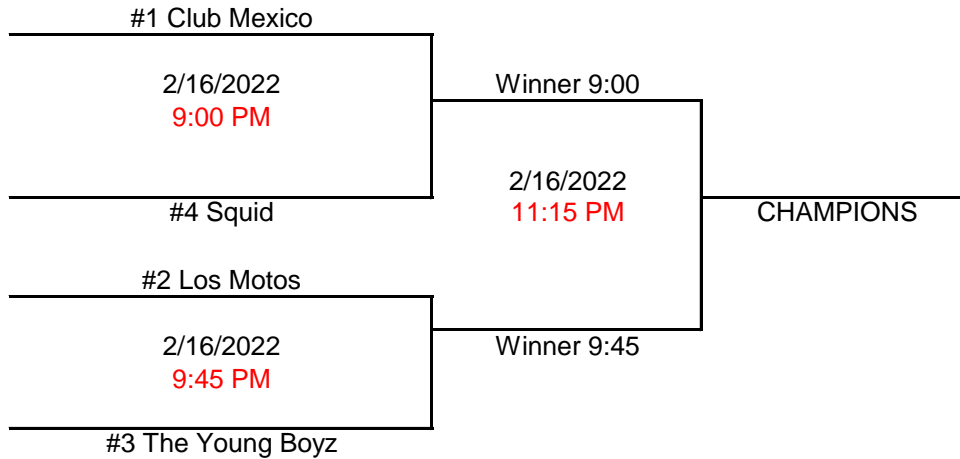 #1 Club Mexico
2/16/2022
9:00 PM
Winner 9:00
#4 Squid
2/16/2022
11:15 PM
CHAMPIONS
#2 Los Motos
2/16/2022
9:45 PM
Winner 9:45
#3 The Young Boyz